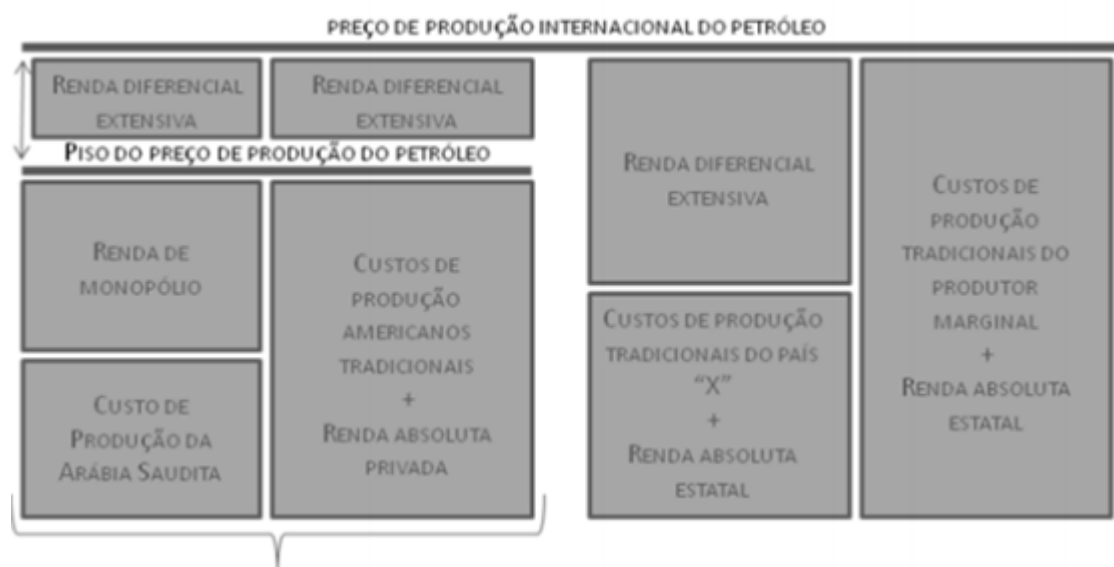 PREÇO DE PRODUÇÃO INTERNACIONAL DO PETRÓLEO
RENDA DIFERENCIAL
EXTENSIVA
RENDA DIFERENCIAL
EXTENSIVA
PISO DO PREÇO DE PRODUÇÃO DO PETRÓLEO
RENDA DE
MONOPÓLIO
CUSTO DE
PRODUÇÃO DA
ARÁBIA SAUDITA
CUSTOS DE
PRODUÇÃO
AMERICANOS
TRADICIONAIS
+
RENDA ABSOLUTA
PRIVADA
RENDA DIFERENCIAL
EXTENSIVA
CUSTOS DE PRODUÇÃO
TRADICIONAIS DO PAÍS
“X”
+
RENDA ABSOLUTA
ESTATAL
CUSTOS DE
PRODUÇÃO
TRADICIONAIS DO
PRODUTOR
MARGINAL
+
RENDA ABSOLUTA
ESTATAL